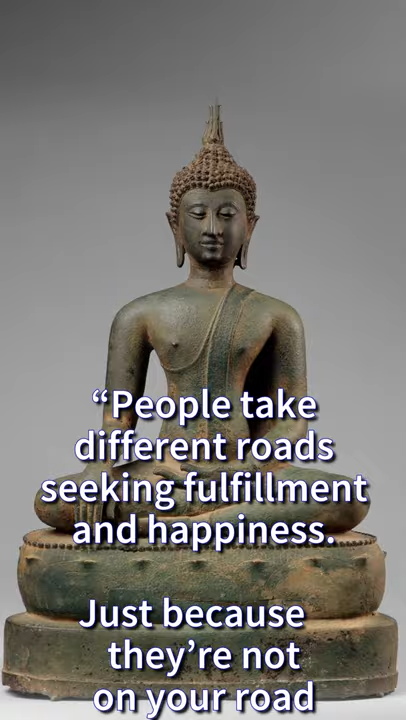 “People take
different roads
seeking fulfillment
and happiness.
Just because
they’re not
on your road